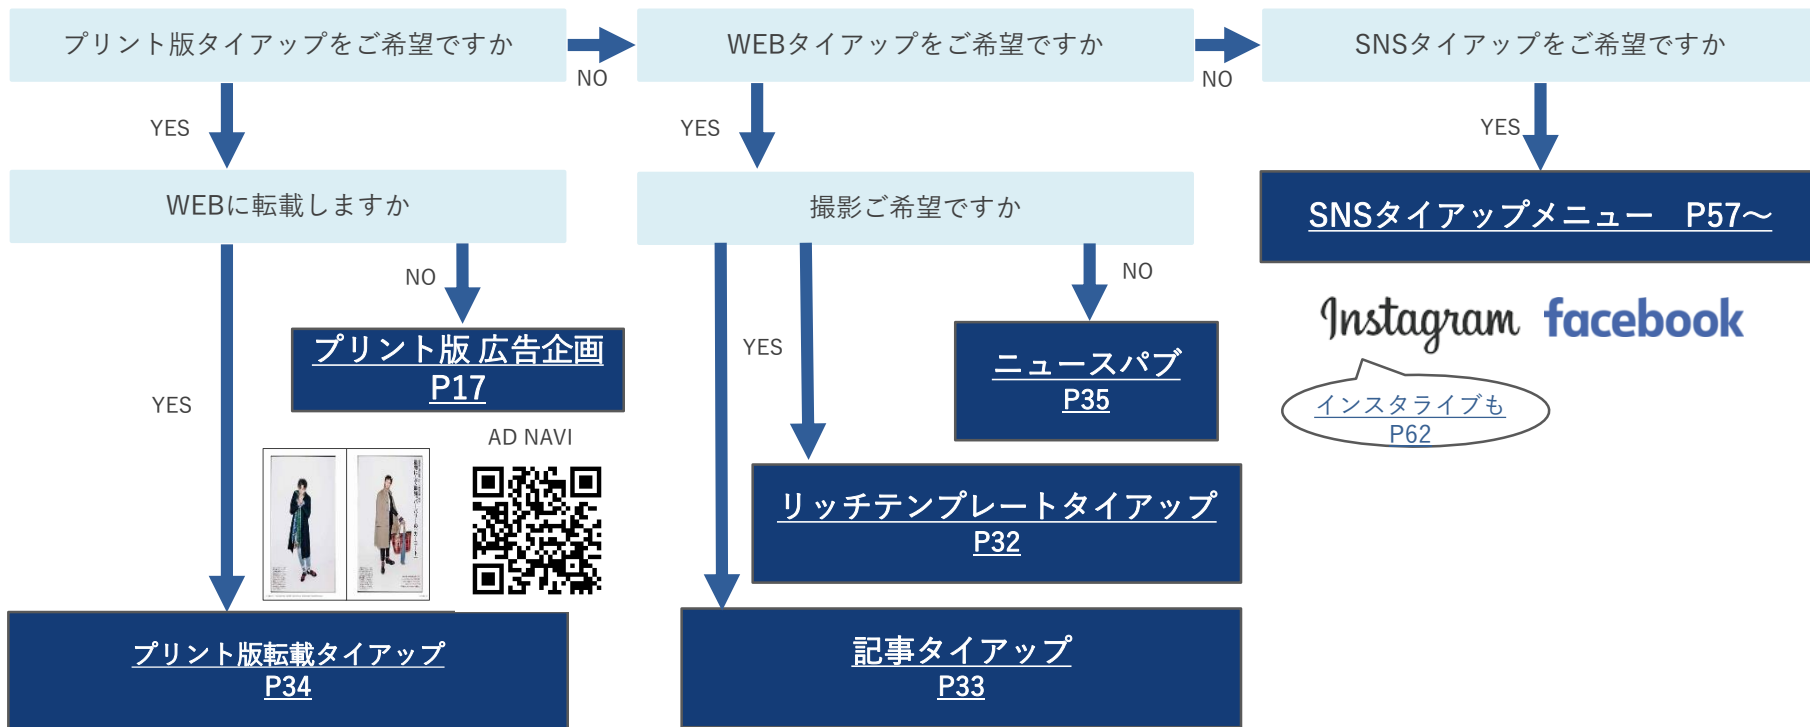 プリント版タイアップをご希望ですか
NO
WEBタイアップをご希望ですか
NO
SNSタイアップをご希望ですか
YES
YES
YES
WEBに転載しますか
撮影ご希望ですか
SNSタイアップメニュー　P57～
NO
NO
プリント版 広告企画
P17
YES
YES
ニュースパブ
P35
Instagram
facebook
インスタライブも
P62
AD NAVI
リッチテンプレートタイアップ
P32
プリント版転載タイアップ
P34
記事タイアップ
P33